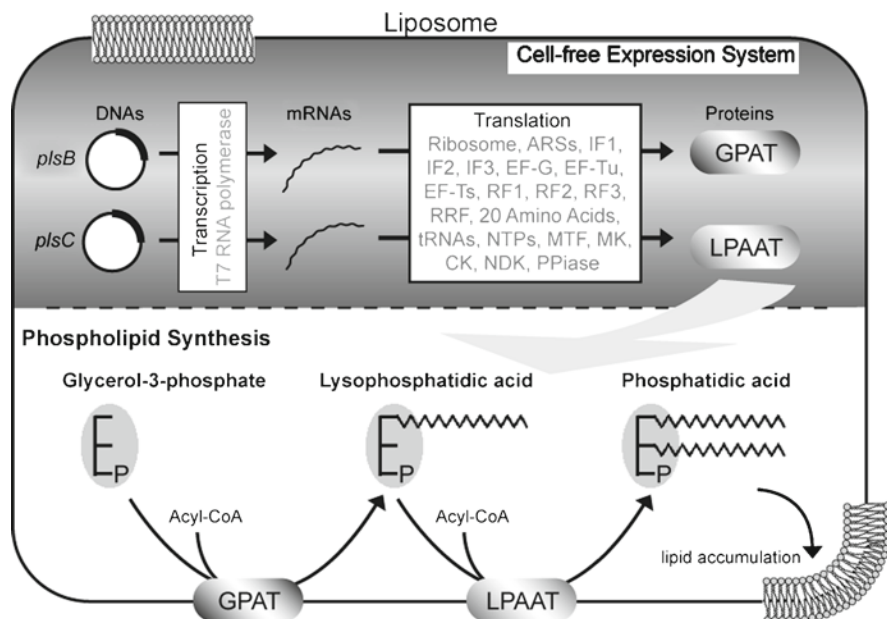 Liposome
Cell-free Expression System
DNAs
mRNAs
Proteins
plsB
plsC
Transcription
T7 RNA polymerase
Translation
Ribosome, ARSs, IF1,
IF2, IF3, EF-G, EF-Tu,
EF-Ts, RF1, RF2, RF3,
RRF, 20 Amino Acids,
tRNAs, NTPs, MTF, MK,
CK, NDK, PPiase
GPAT
LPAAT
Phospholipid Synthesis
Glycerol-3-phosphate
Lysophosphatidic acid
Phosphatidic acid
P
P
P
Acyl-CoA
Acyl-CoA
lipid accumulation
GPAT
LPAAT